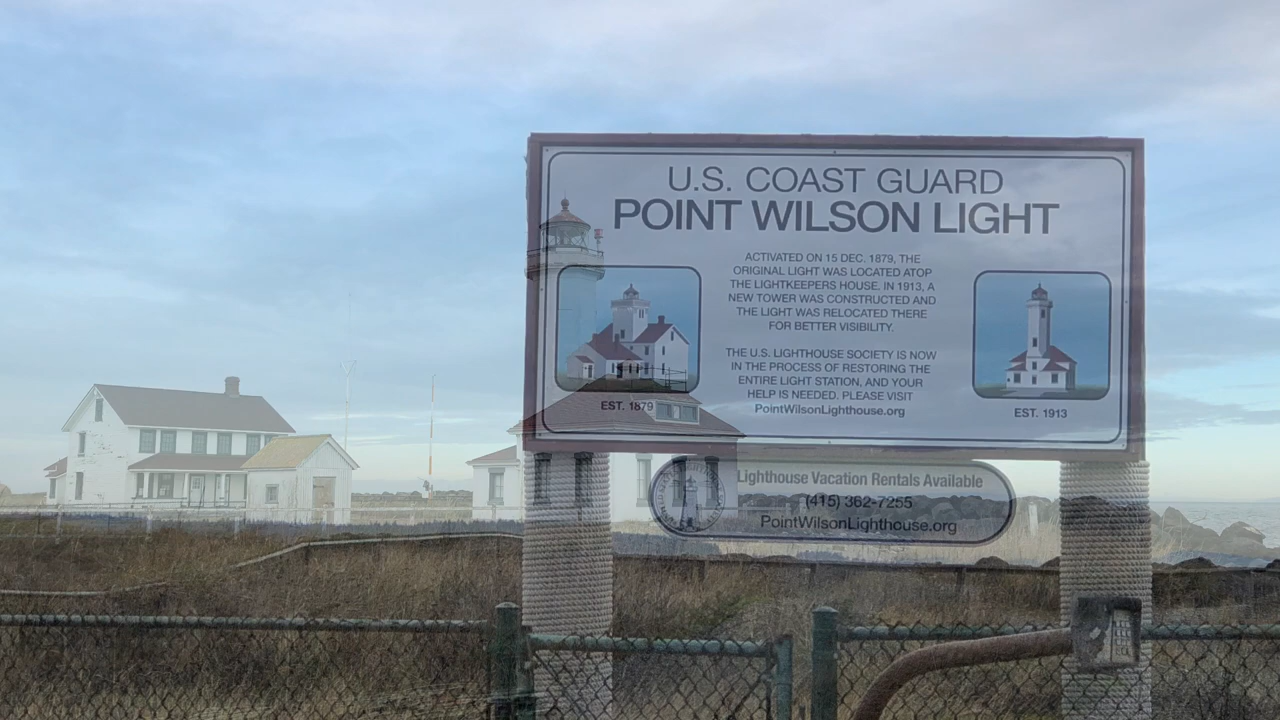 U.S. COAST GUARD
POINT WILSON LIGHT
ACTIVATED ON 15 DEC. 1879, THE
ORIGINAL LIGHT WAS LOCATED ATOP
THE LIGHTKEEPERS HOUSE. IN 1913, A
NEW TOWER WAS CONSTRUCTED AND
THE LIGHT WAS RELOCATED THERE
FOR BETTER VISIBILITY.
THE U.S. LIGHTHOUSE SOCIETY IS NOW
IN THE PROCESS OF RESTORING THE
ENTIRE LIGHT STATION, AND YOUR
HELP IS NEEDED. PLEASE VISIT
PointWilsonLighthouse.org
EST. 1879
EST. 1913
Lighthouse Vacation Rentals Available
(415) 362-7255
PointWilsonLighthouse.org